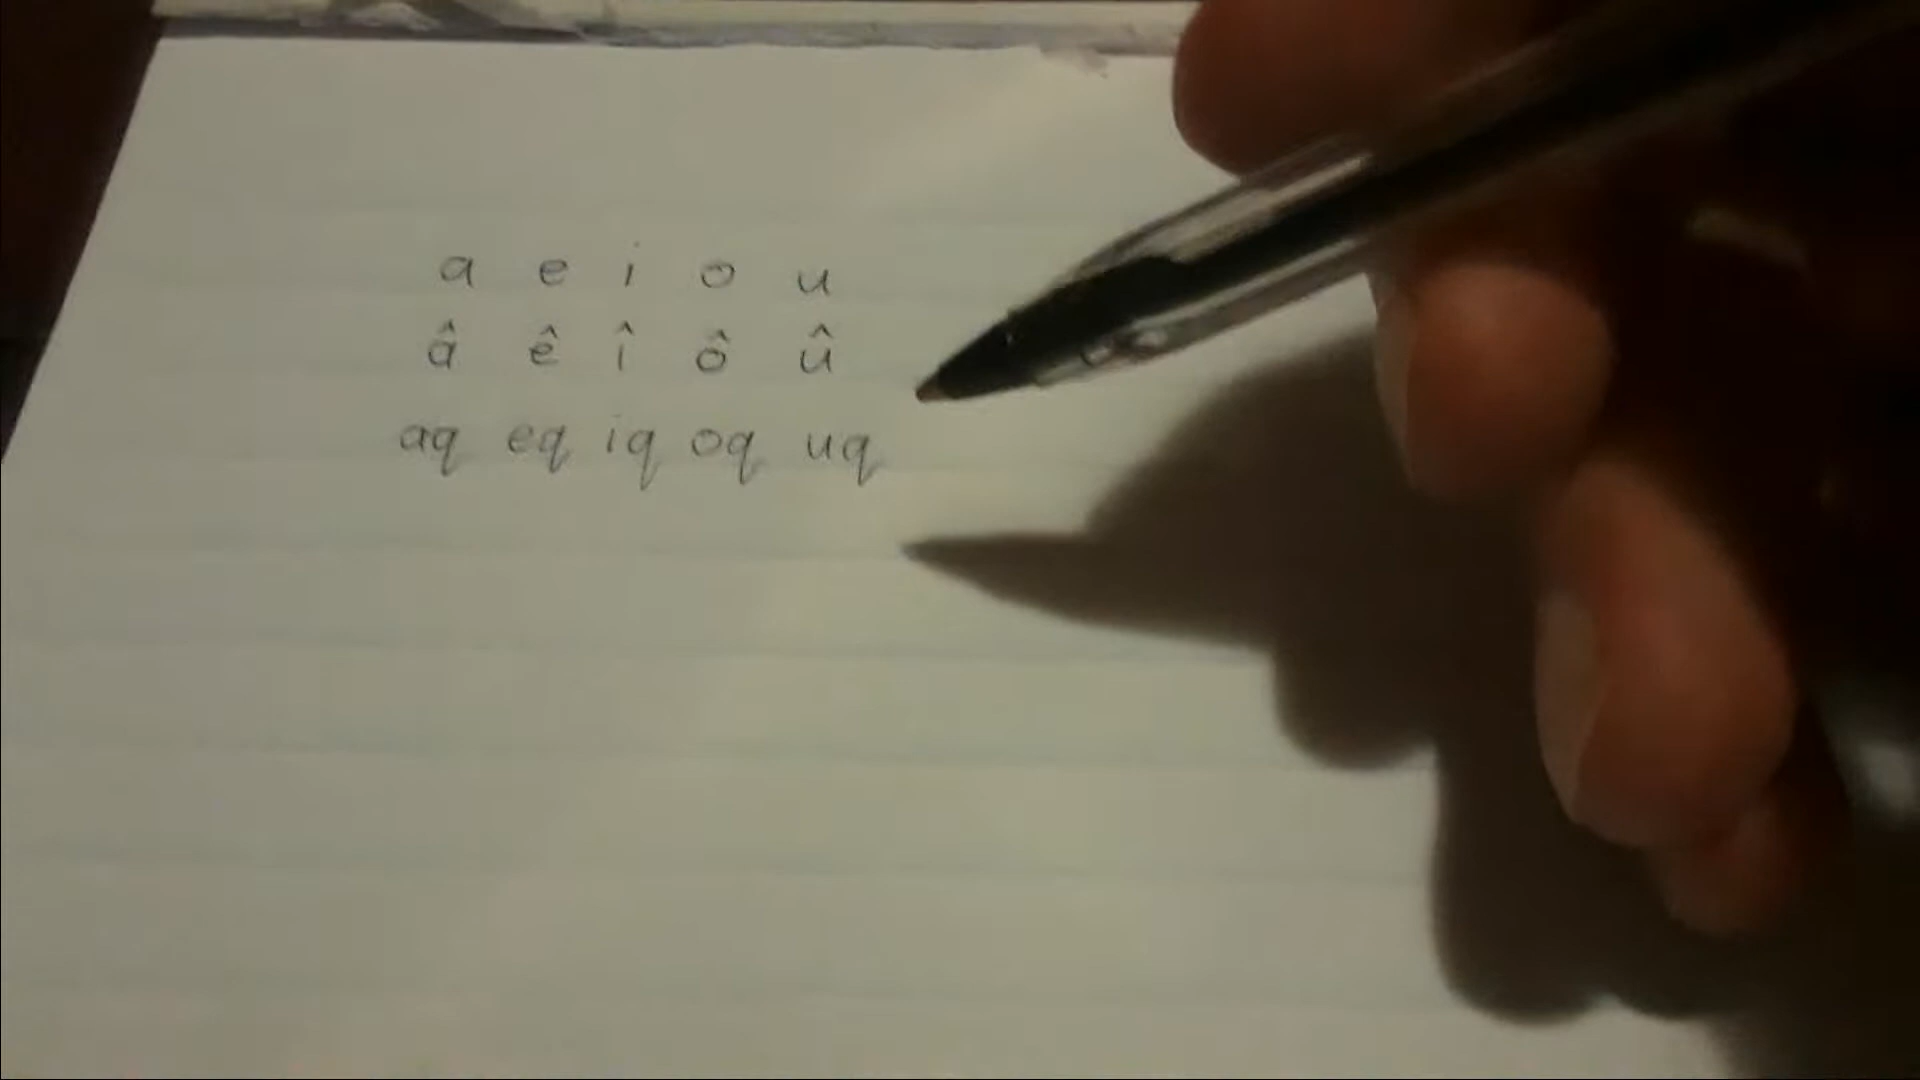 a e i o u
â ê î ô û
aq eq iq oq uq